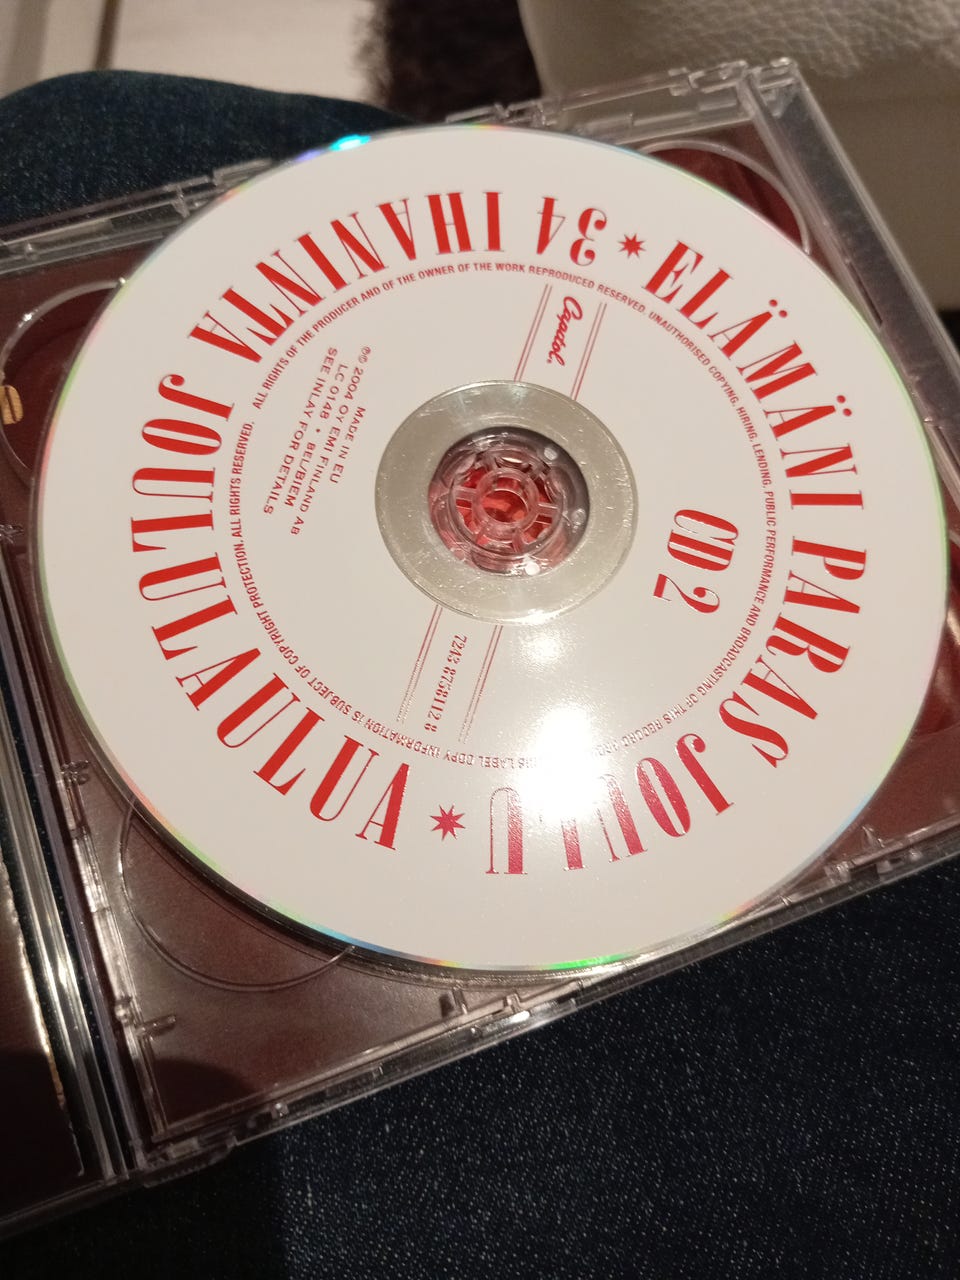 ELÄMÄNI PARAS JOULU
34 IHANINTA JOULULAULUA
ALL RIGHTS OF THE PRODUCER AND OF THE OWNER OF THE WORK REPRODUCED RESERVED. UNAUTHORISED COPYING, HIRING, LENDING, PUBLIC PERFORMANCE AND BROADCASTING OF THIS RECORD LABEL COPY INFORMATION IS SUBJECT OF COPYRIGHT PROTECTION. ALL RIGHTS RESERVED.
Capitol.
CD 2
MADE IN EU
℗© 2004 OY EMI FINLAND AB
LC 0148 • BEL/BIEM
SEE INLAY FOR DETAILS
7243 8758112 8